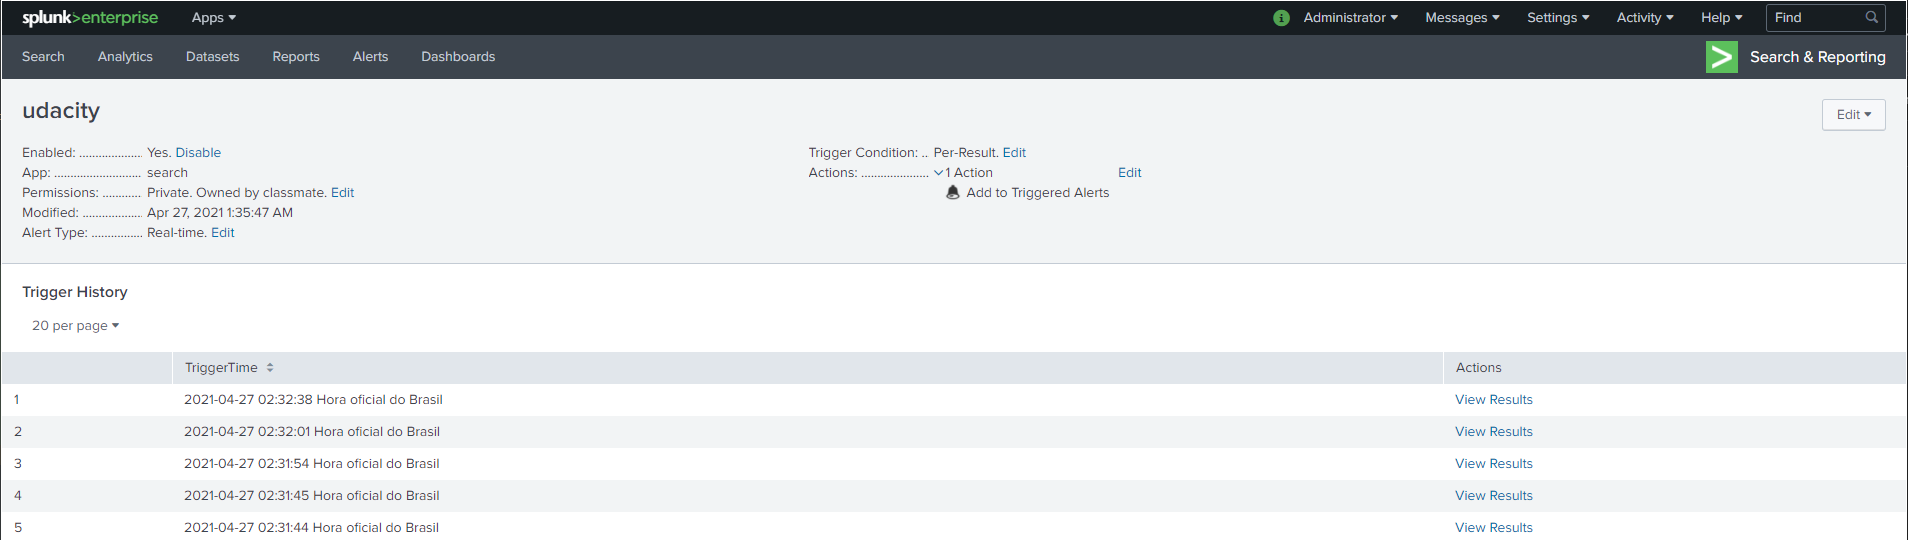 splunk>enterprise Apps Administrator Messages Settings Activity Help Find
Search Analytics Datasets Reports Alerts Dashboards Search & Reporting
udacity
Edit
Enabled: ................... Yes. Disable
App: .......................... search
Permissions: ............ Private. Owned by classmate. Edit
Modified: .................. Apr 27, 2021 1:35:47 AM
Alert Type: ................ Real-time. Edit
Trigger Condition: .. Per-Result. Edit
Actions: ..................... 1 Action Edit
Add to Triggered Alerts
Trigger History
20 per page
TriggerTime Actions
1 2021-04-27 02:32:38 Hora oficial do Brasil View Results
2 2021-04-27 02:32:01 Hora oficial do Brasil View Results
3 2021-04-27 02:31:54 Hora oficial do Brasil View Results
4 2021-04-27 02:31:45 Hora oficial do Brasil View Results
5 2021-04-27 02:31:44 Hora oficial do Brasil View Results